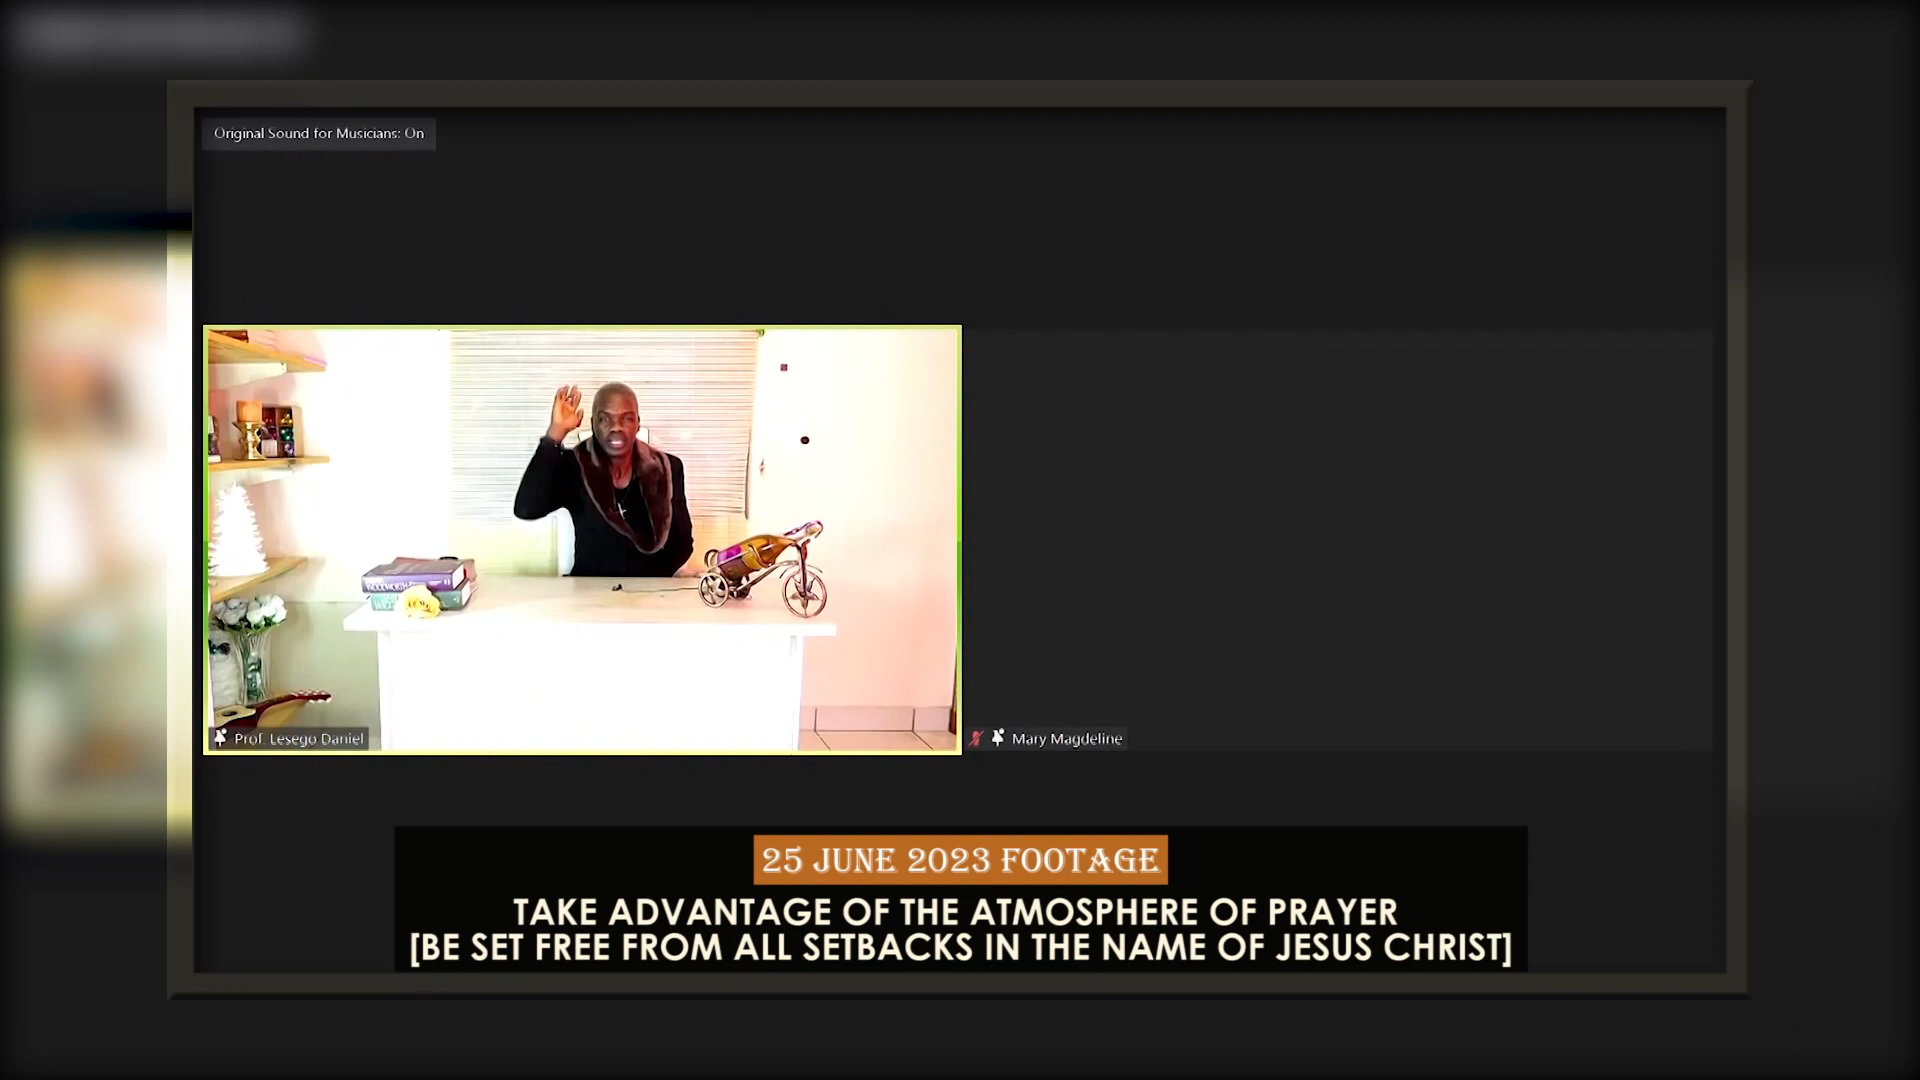 Original Sound for Musicians: On
Prof. Lesego Daniel
Mary Magdeline
25 JUNE 2023 FOOTAGE
TAKE ADVANTAGE OF THE ATMOSPHERE OF PRAYER
[BE SET FREE FROM ALL SETBACKS IN THE NAME OF JESUS CHRIST]